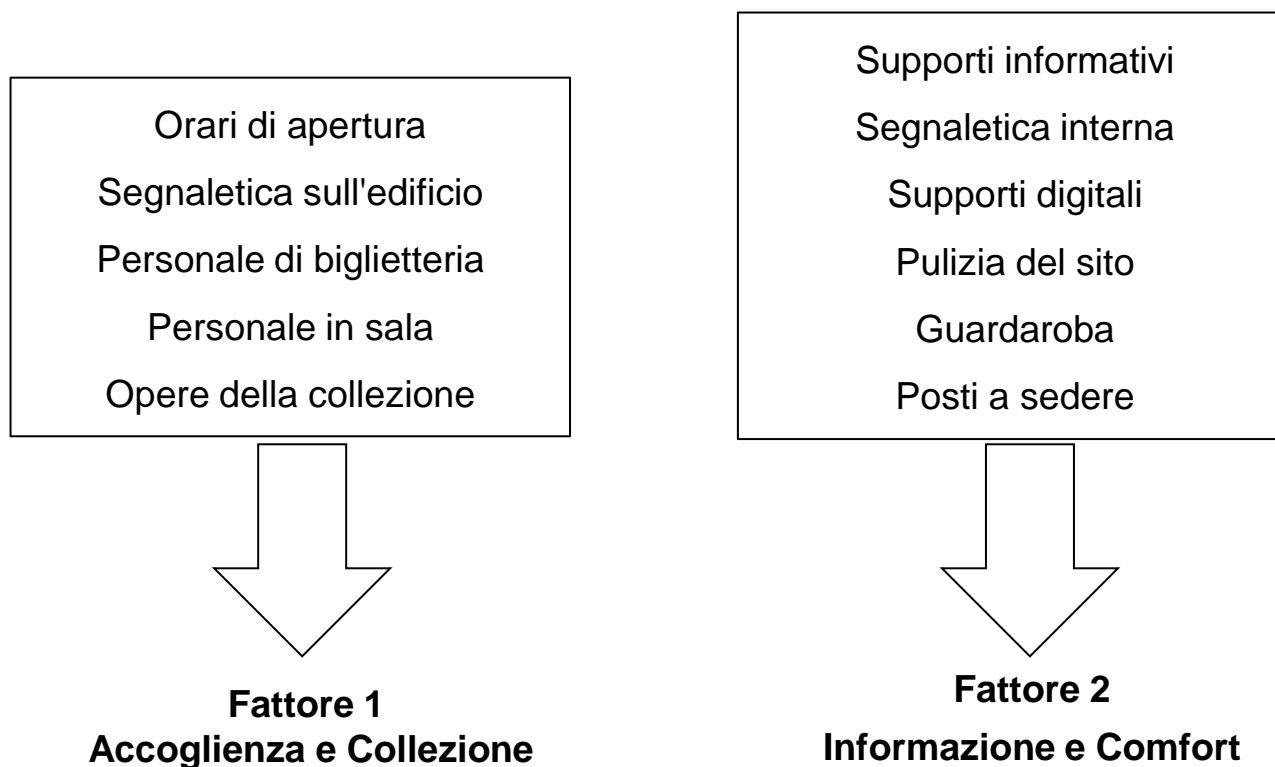 Orari di apertura
Segnaletica sull'edificio
Personale di biglietteria
Personale in sala
Opere della collezione
Fattore 1
Accoglienza e Collezione
Supporti informativi
Segnaletica interna
Supporti digitali
Pulizia del sito
Guardaroba
Posti a sedere
Fattore 2
Informazione e Comfort